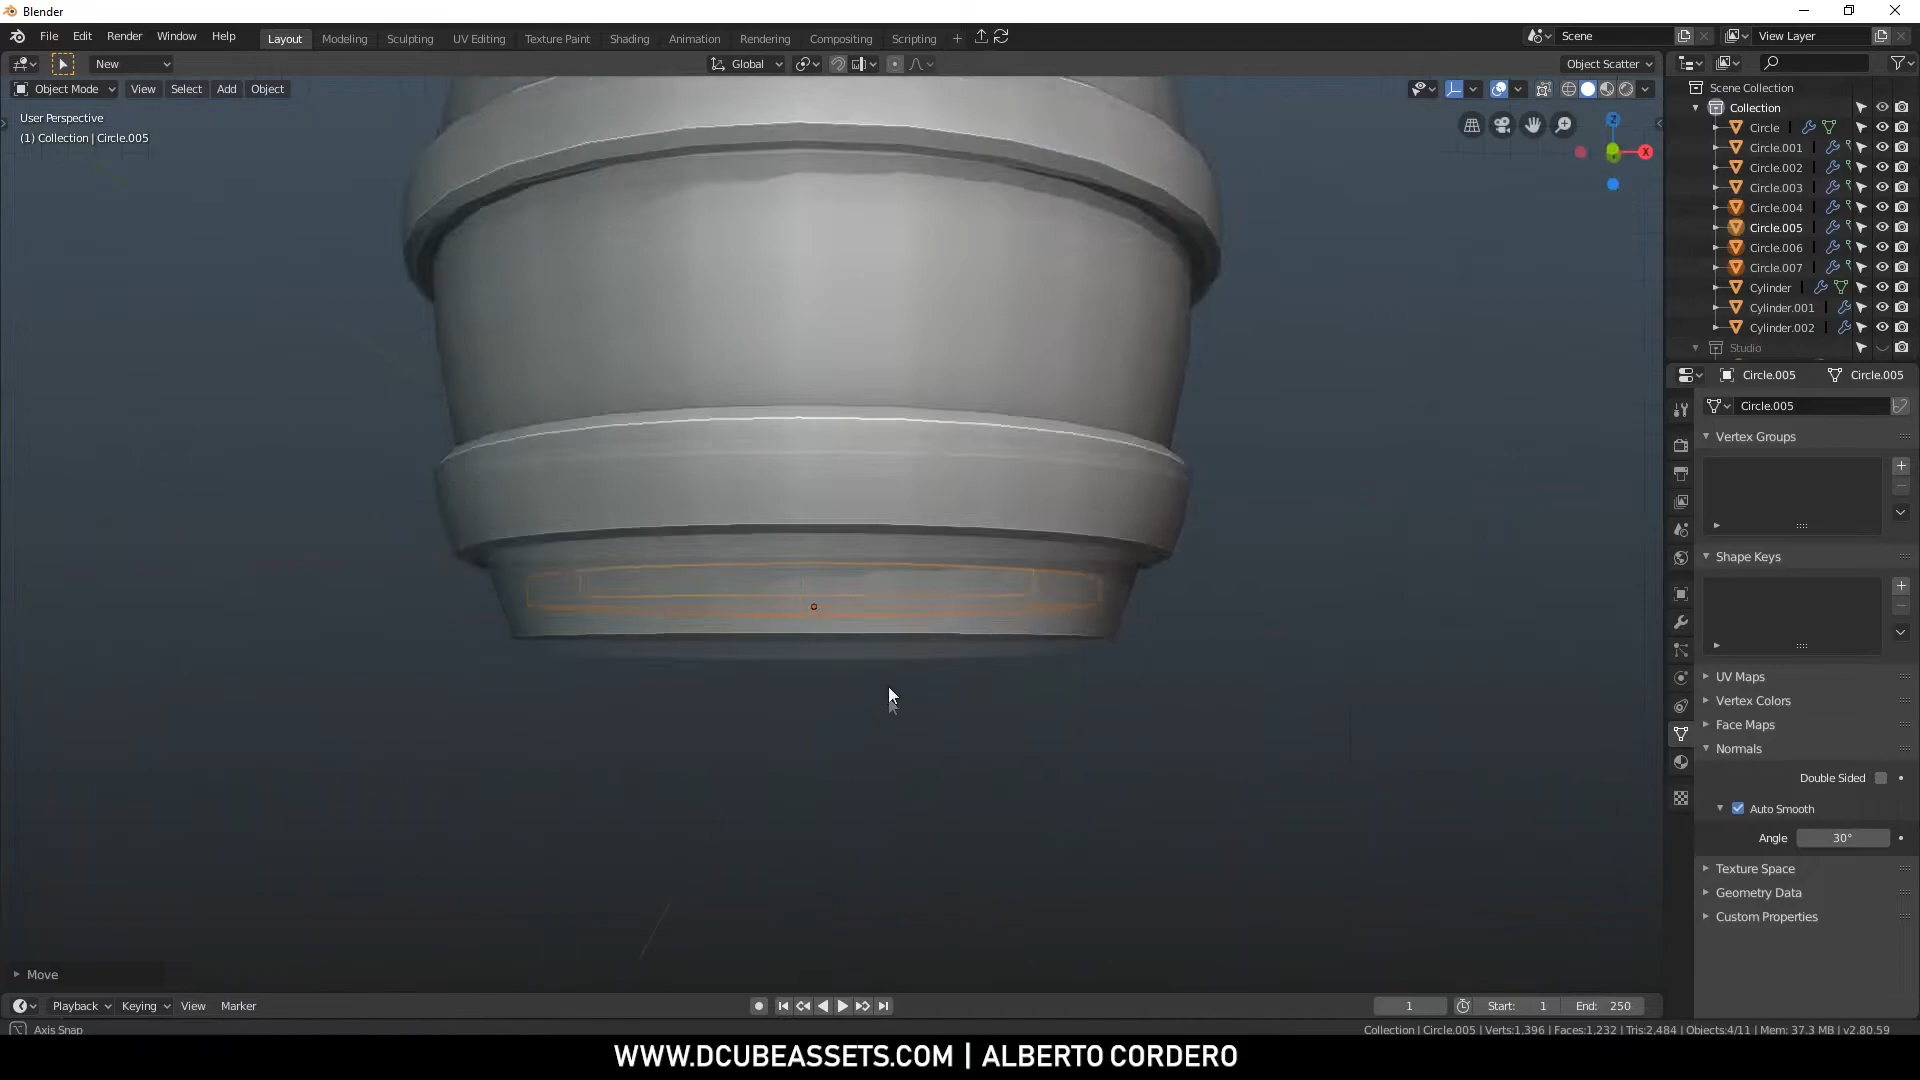 Blender
File Edit Render Window Help Layout Modeling Sculpting UV Editing Texture Paint Shading Animation Rendering Compositing Scripting + Scene View Layer
New Global Object Scatter
Object Mode View Select Add Object
User Perspective
(1) Collection | Circle.005
Z
X
Scene Collection
Collection
Circle
Circle.001
Circle.002
Circle.003
Circle.004
Circle.005
Circle.006
Circle.007
Cylinder
Cylinder.001
Cylinder.002
Studio
Circle.005 Circle.005
Circle.005
Vertex Groups
Shape Keys
UV Maps
Vertex Colors
Face Maps
Normals
Double Sided
Auto Smooth
Angle 30°
Texture Space
Geometry Data
Custom Properties
Move
Playback Keying View Marker 1 Start: 1 End: 250
Axis Snap Collection | Circle.005 | Verts:1,396 | Faces:1,232 | Tris:2,484 | Objects:4/11 | Mem: 37.3 MB | v2.80.59
WWW.DCUBEASSETS.COM | ALBERTO CORDERO